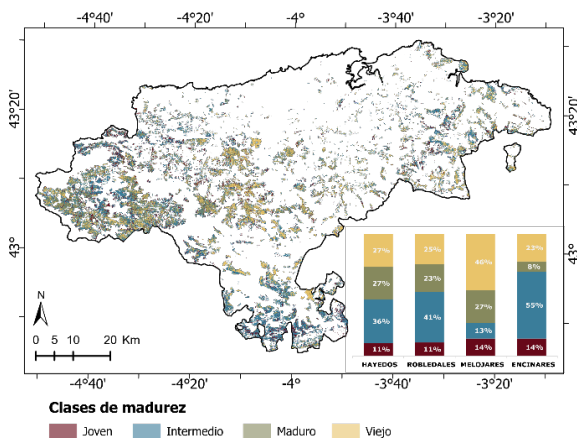 -4°40' -4°20' -4° -3°40' -3°20'
43°20' 43°20'
43° 43°
N
0 5 10 20 Km
27% 25% 46% 23%
27% 23% 27% 8%
36% 41% 13% 55%
11% 11% 14% 14%
HAYEDOS ROBLEDALES MELOJARES ENCINARES
-4°40' -4°20' -4° -3°40' -3°20'
Clases de madurez
Joven Intermedio Maduro Viejo